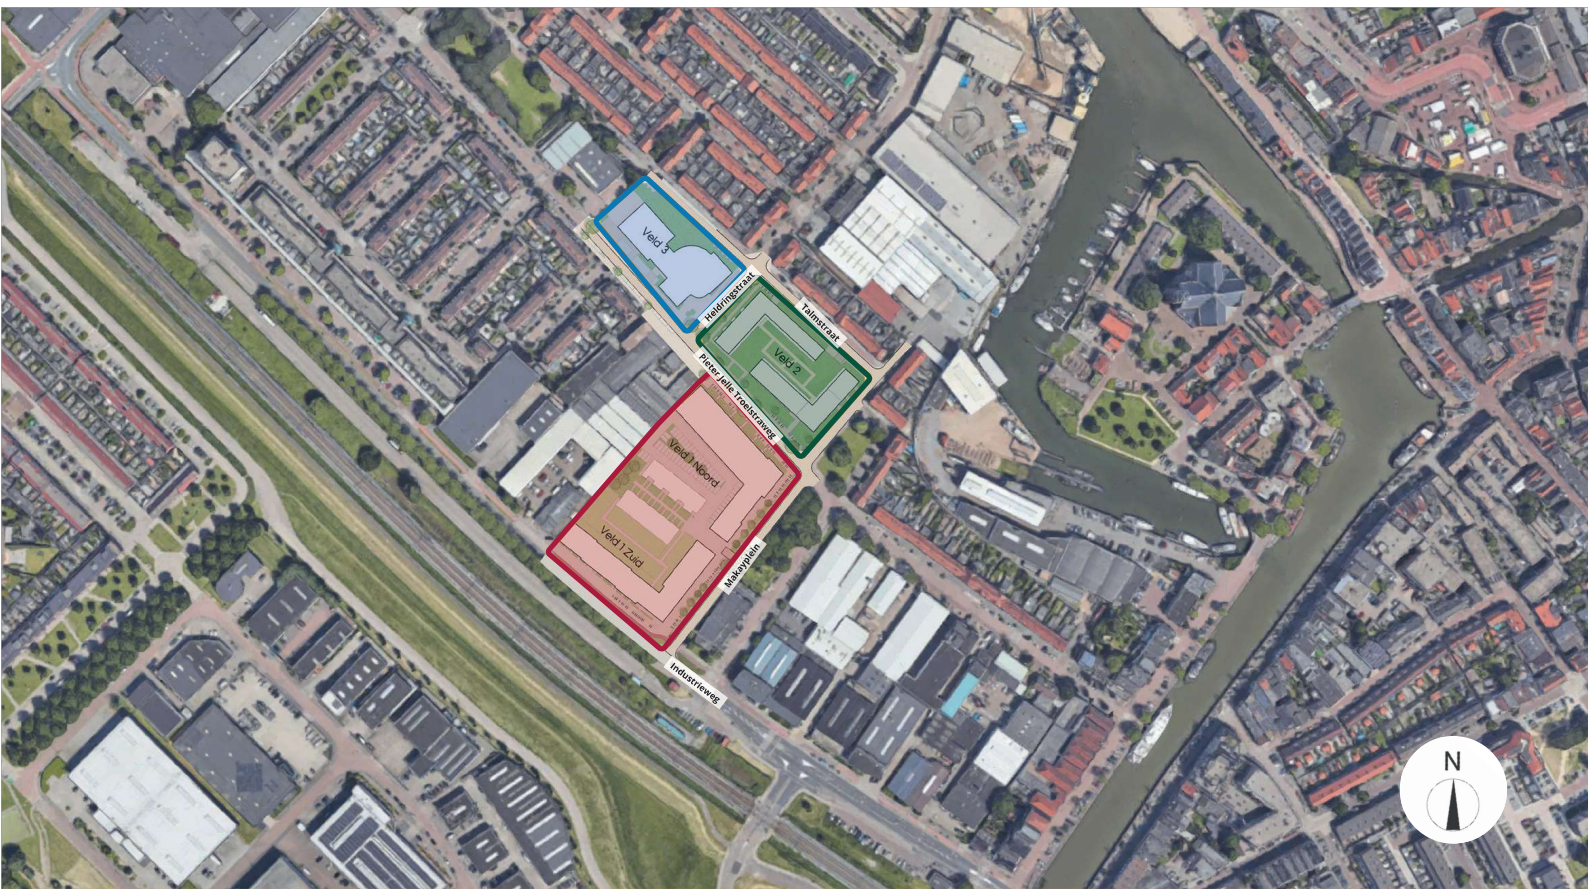 Veld 3
Heldringstraat
Talmstraat
Veld 2
Pieter Jelle Troelstraweg
Veld 1 Noord
Veld 1 Zuid
Makayplein
Industrieweg
N